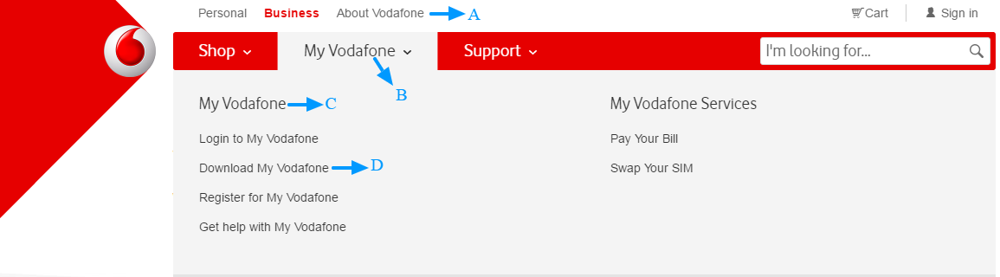 Personal Business About Vodafone A Cart Sign in
Shop My Vodafone Support I'm looking for...
B
My Vodafone C My Vodafone Services
Login to My Vodafone Pay Your Bill
Download My Vodafone D Swap Your SIM
Register for My Vodafone
Get help with My Vodafone